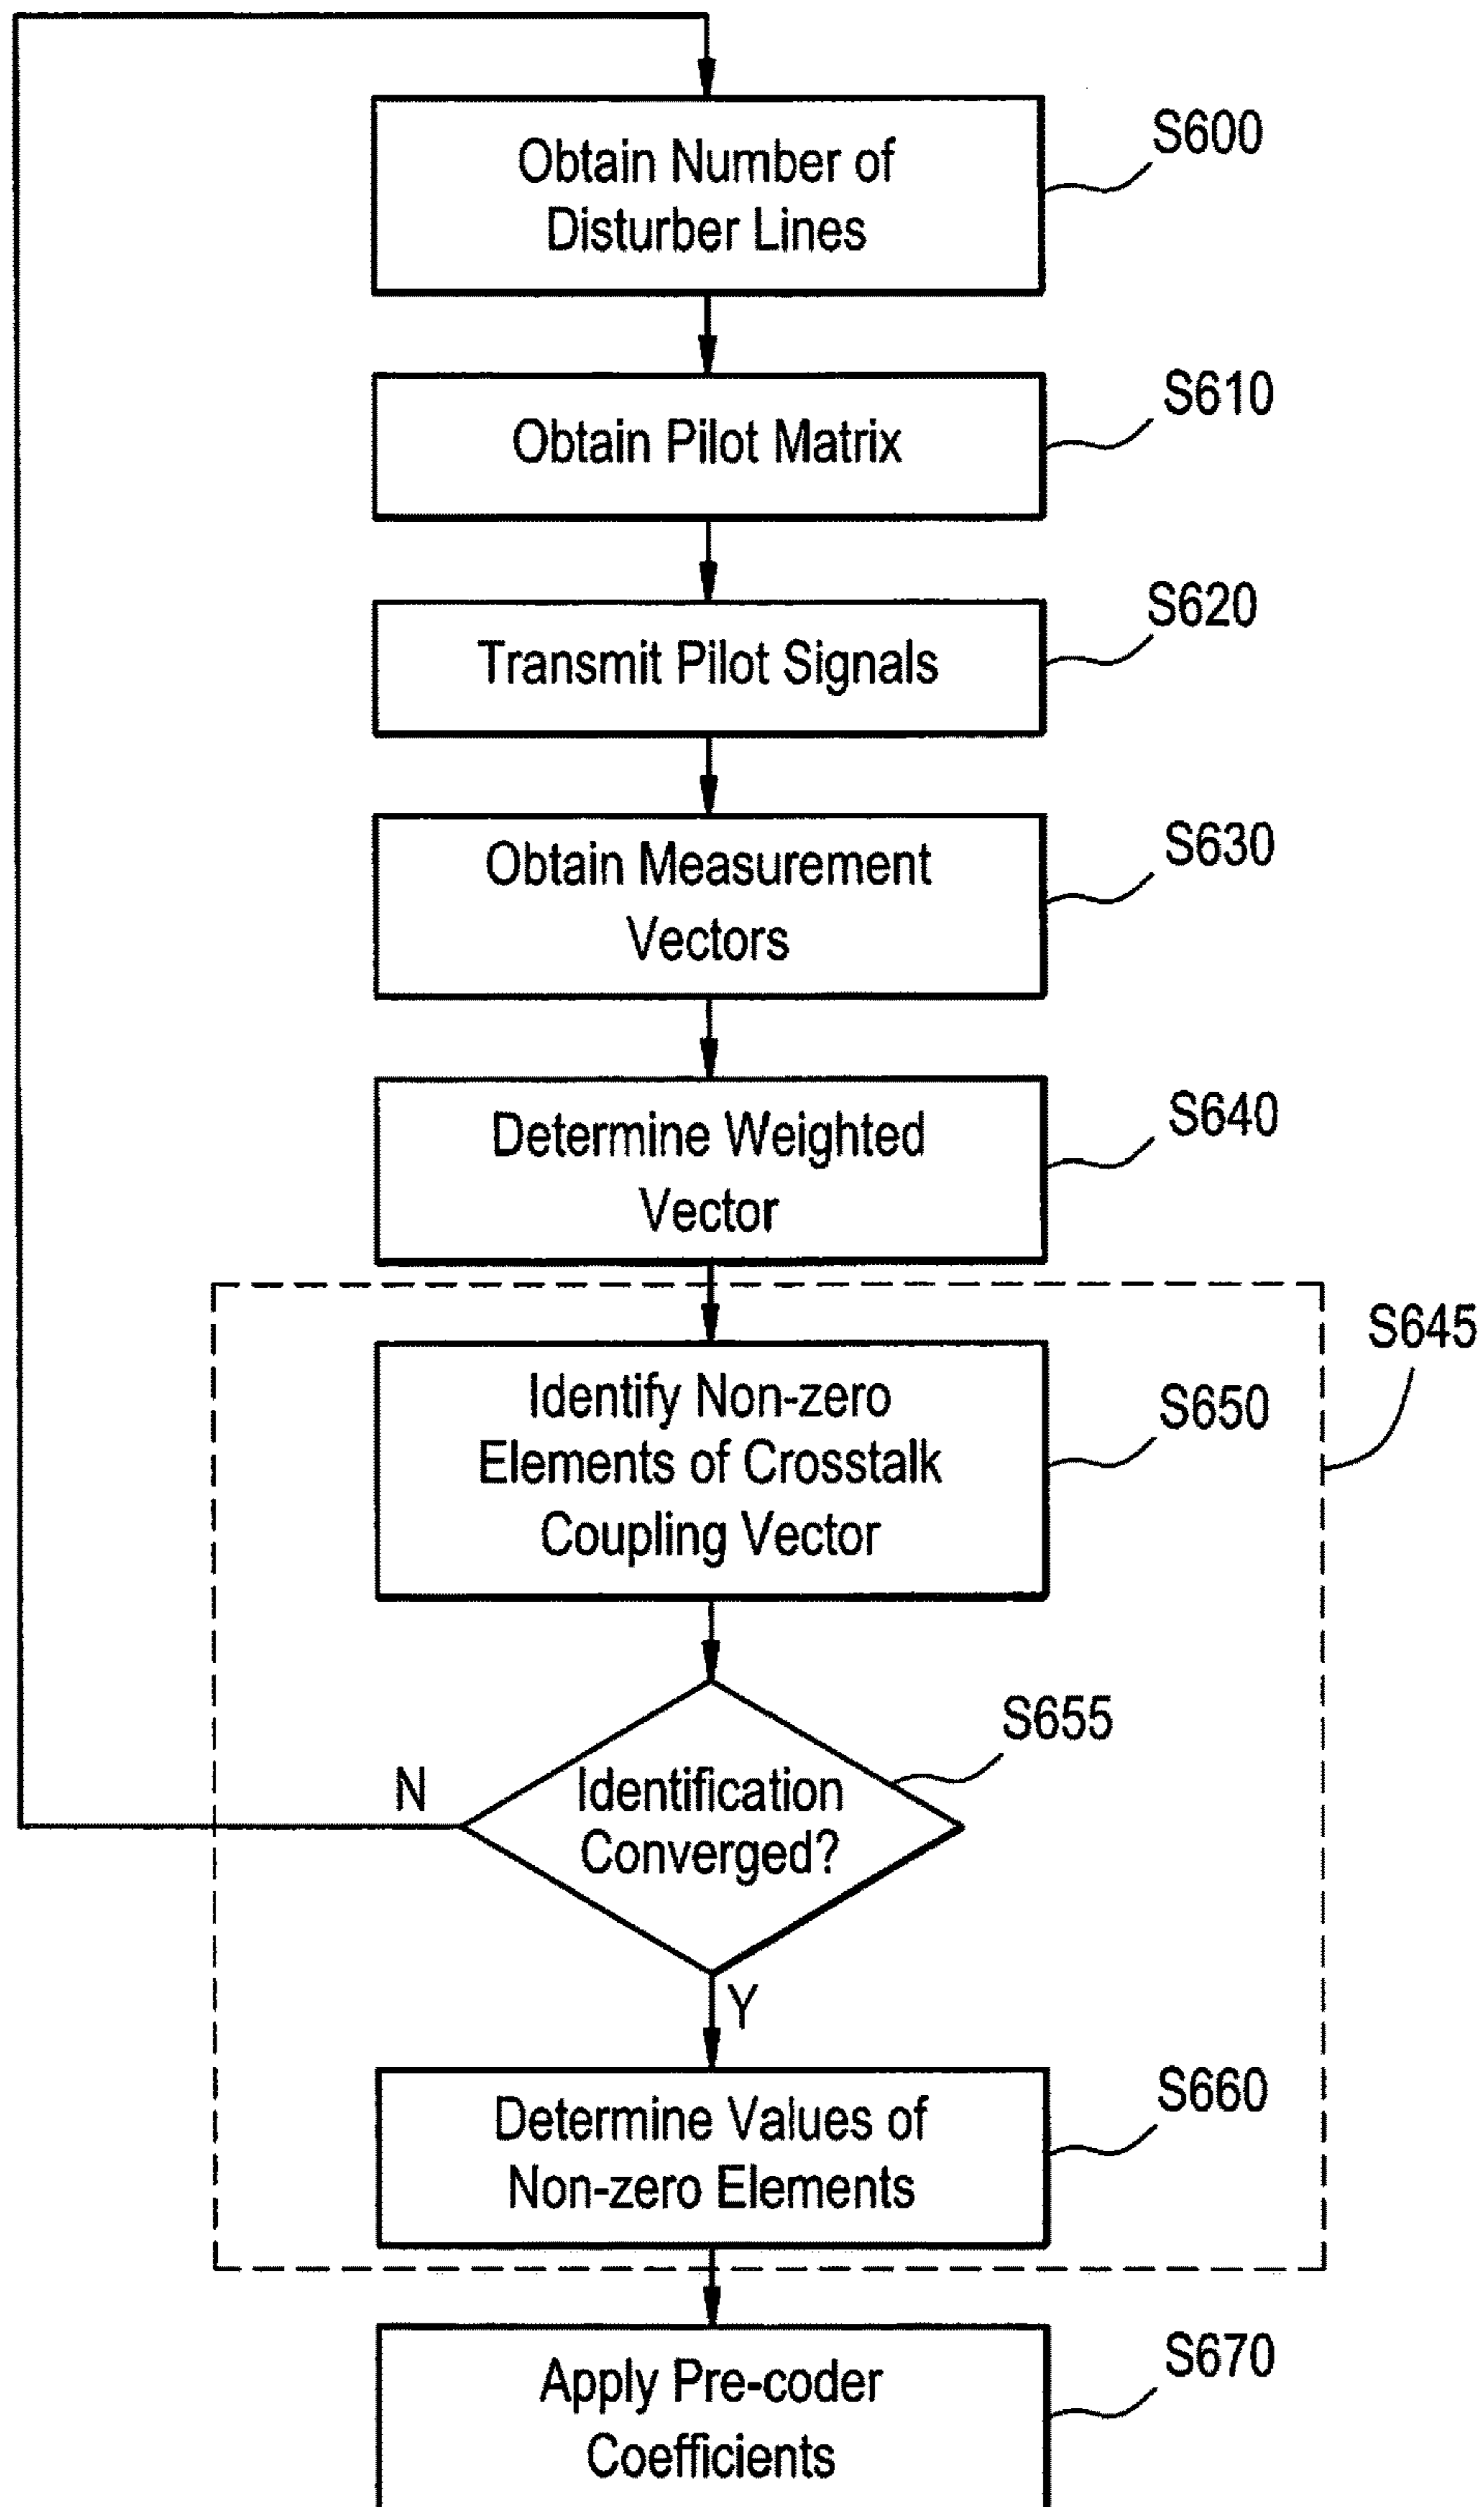 Obtain Number of
Disturber Lines
S600
Obtain Pilot Matrix
S610
Transmit Pilot Signals
S620
Obtain Measurement
Vectors
S630
Determine Weighted
Vector
S640
S645
Identify Non-zero
Elements of Crosstalk
Coupling Vector
S650
Identification
Converged?
S655
N
Y
Determine Values of
Non-zero Elements
S660
Apply Pre-coder
Coefficients
S670